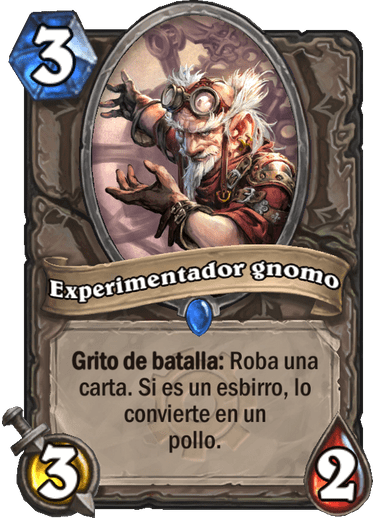 3
Experimentador gnomo
Grito de batalla: Roba una
carta. Si es un esbirro, lo
convierte en un
pollo.
3
2